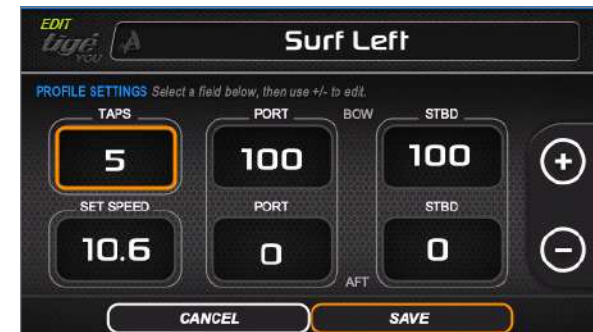 EDIT
tigé
YOU
Surf Left
PROFILE SETTINGS Select a field below, then use +/- to edit.
TAPS PORT BOW STBD
5 100 100 +
SET SPEED PORT STBD
10.6 0 0 -
AFT
CANCEL SAVE